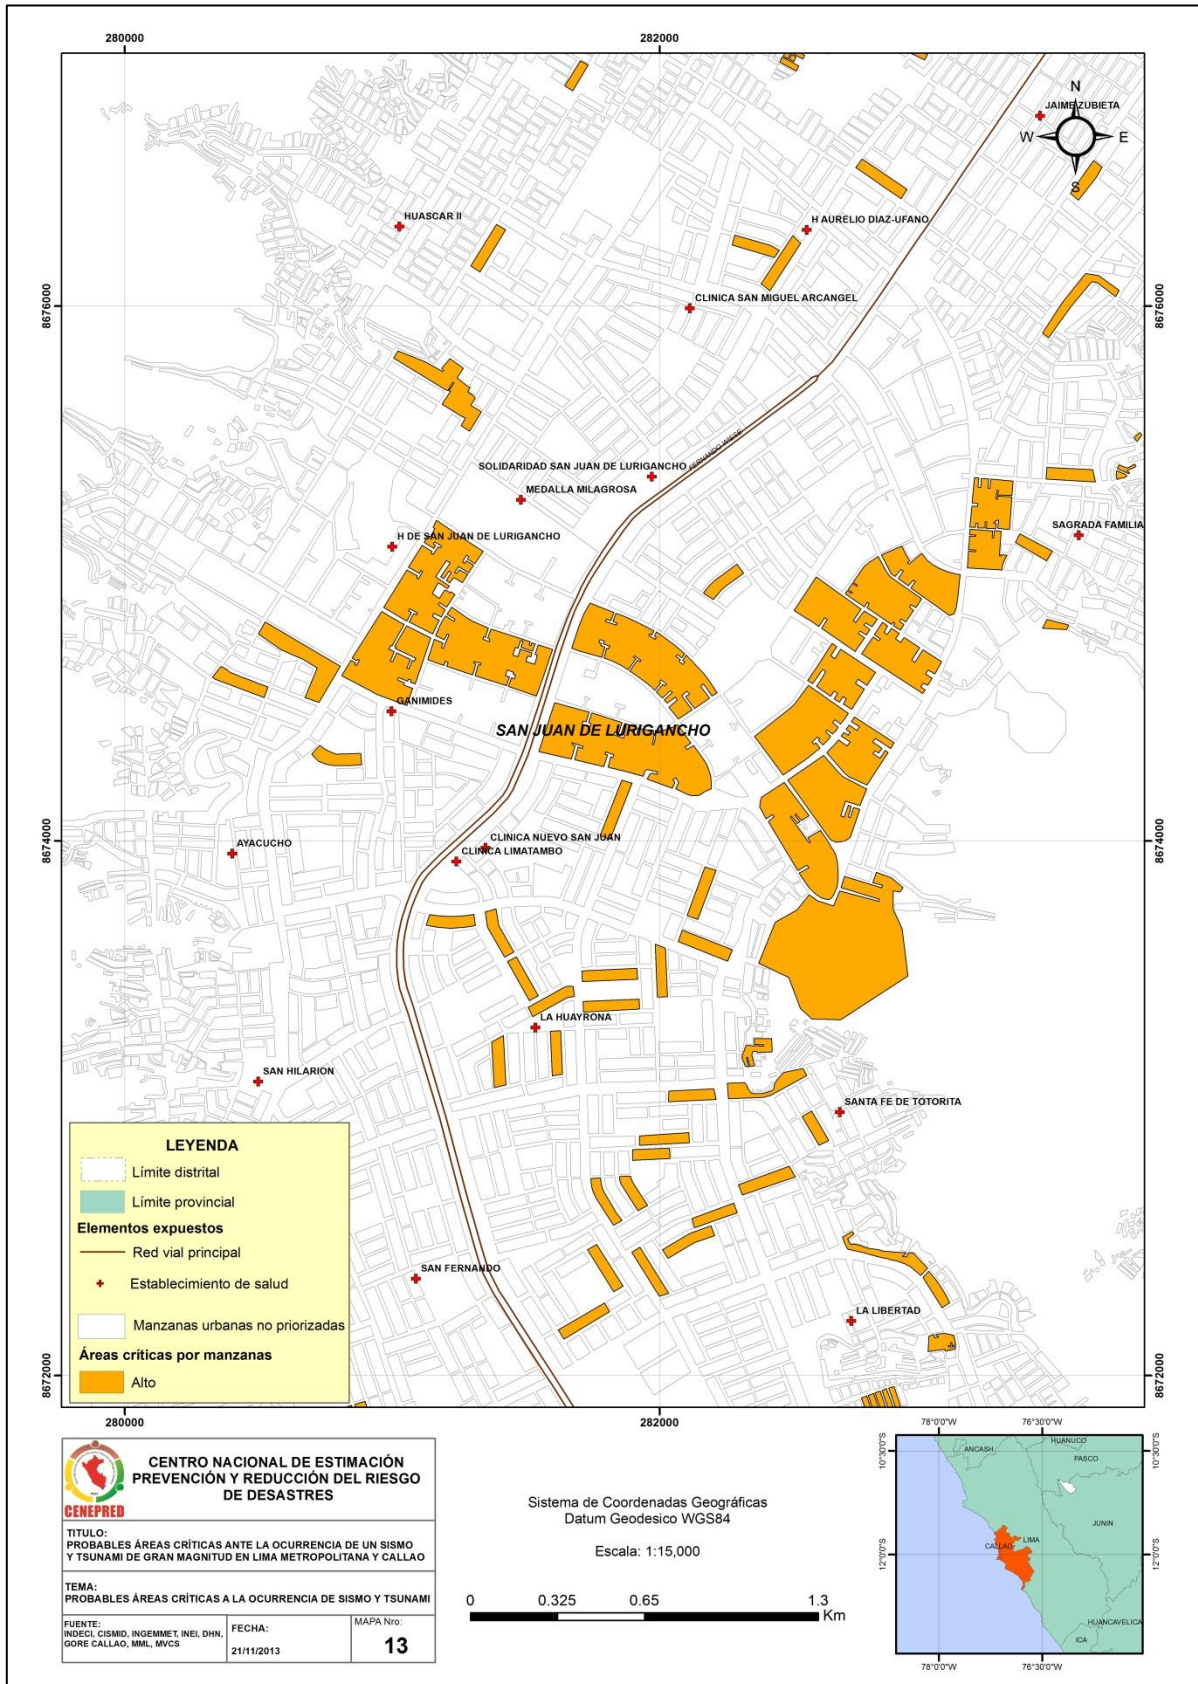 280000
282000
N
W
E
S
JAIME ZUBIETA
HUASCAR II
H AURELIO DIAZ-UFANO
CLINICA SAN MIGUEL ARCANGEL
8676000
8676000
FERNANDO WIESE
SOLIDARIDAD SAN JUAN DE LURIGANCHO
MEDALLA MILAGROSA
SAGRADA FAMILIA
H DE SAN JUAN DE LURIGANCHO
GANIMIDES
SAN JUAN DE LURIGANCHO
CLINICA NUEVO SAN JUAN
AYACUCHO
CLINICA LIMATAMBO
8674000
8674000
LA HUAYRONA
SAN HILARION
SANTA FE DE TOTORITA
SAN FERNANDO
LA LIBERTAD
8672000
8672000
LEYENDA
Límite distrital
Límite provincial
Elementos expuestos
Red vial principal
Establecimiento de salud
Manzanas urbanas no priorizadas
Áreas críticas por manzanas
Alto
280000
282000
CENEPRED
CENTRO NACIONAL DE ESTIMACIÓN
PREVENCIÓN Y REDUCCIÓN DEL RIESGO
DE DESASTRES
TITULO:
PROBABLES ÁREAS CRÍTICAS ANTE LA OCURRENCIA DE UN SISMO
Y TSUNAMI DE GRAN MAGNITUD EN LIMA METROPOLITANA Y CALLAO
TEMA:
PROBABLES ÁREAS CRÍTICAS A LA OCURRENCIA DE SISMO Y TSUNAMI
FUENTE:
INDECI, CISMID, INGEMMET, INEI, DHN,
GORE CALLAO, MML, MVCS
FECHA:
21/11/2013
MAPA Nro:
13
Sistema de Coordenadas Geográficas
Datum Geodesico WGS84
Escala: 1:15,000
0 0.325 0.65 1.3
Km
78°0'0"W 76°30'0"W
10°30'0"S
10°30'0"S
12°0'0"S
12°0'0"S
ANCASH
HUANUCO
PASCO
JUNIN
LIMA
CALLAO
HUANCAVELICA
ICA
78°0'0"W 76°30'0"W